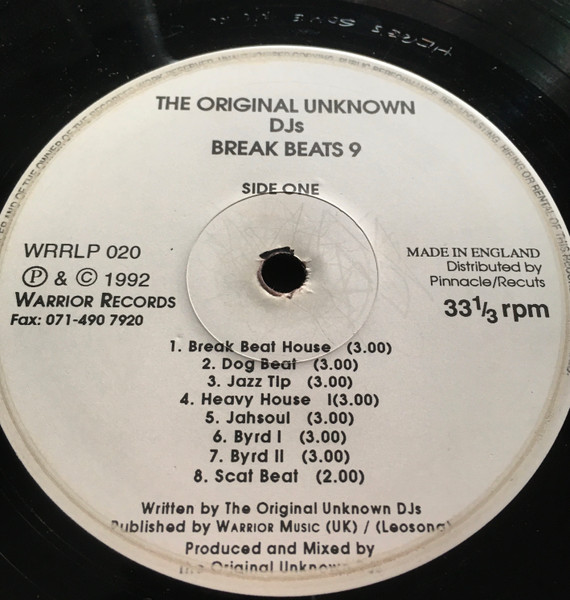 THE ORIGINAL UNKNOWN
DJs
BREAK BEATS 9
SIDE ONE
WRRLP 020
Ⓟ & © 1992
WARRIOR RECORDS
Fax: 071-490 7920
MADE IN ENGLAND
Distributed by
Pinnacle/Recuts
33⅓ rpm
1. Break Beat House (3.00)
2. Dog Beat (3.00)
3. Jazz Tip (3.00)
4. Heavy House I(3.00)
5. Jahsoul (3.00)
6. Byrd I (3.00)
7. Byrd II (3.00)
8. Scat Beat (2.00)
Written by The Original Unknown DJs
Published by WARRIOR MUSIC (UK) / (Leosong)
Produced and Mixed by
The Original Unknown DJs